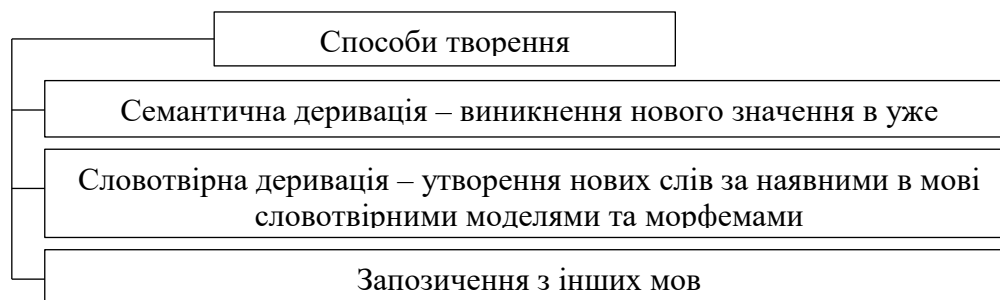 Способи творення
Семантична деривація – виникнення нового значення в уже
Словотвірна деривація – утворення нових слів за наявними в мові
словотвірними моделями та морфемами
Запозичення з інших мов